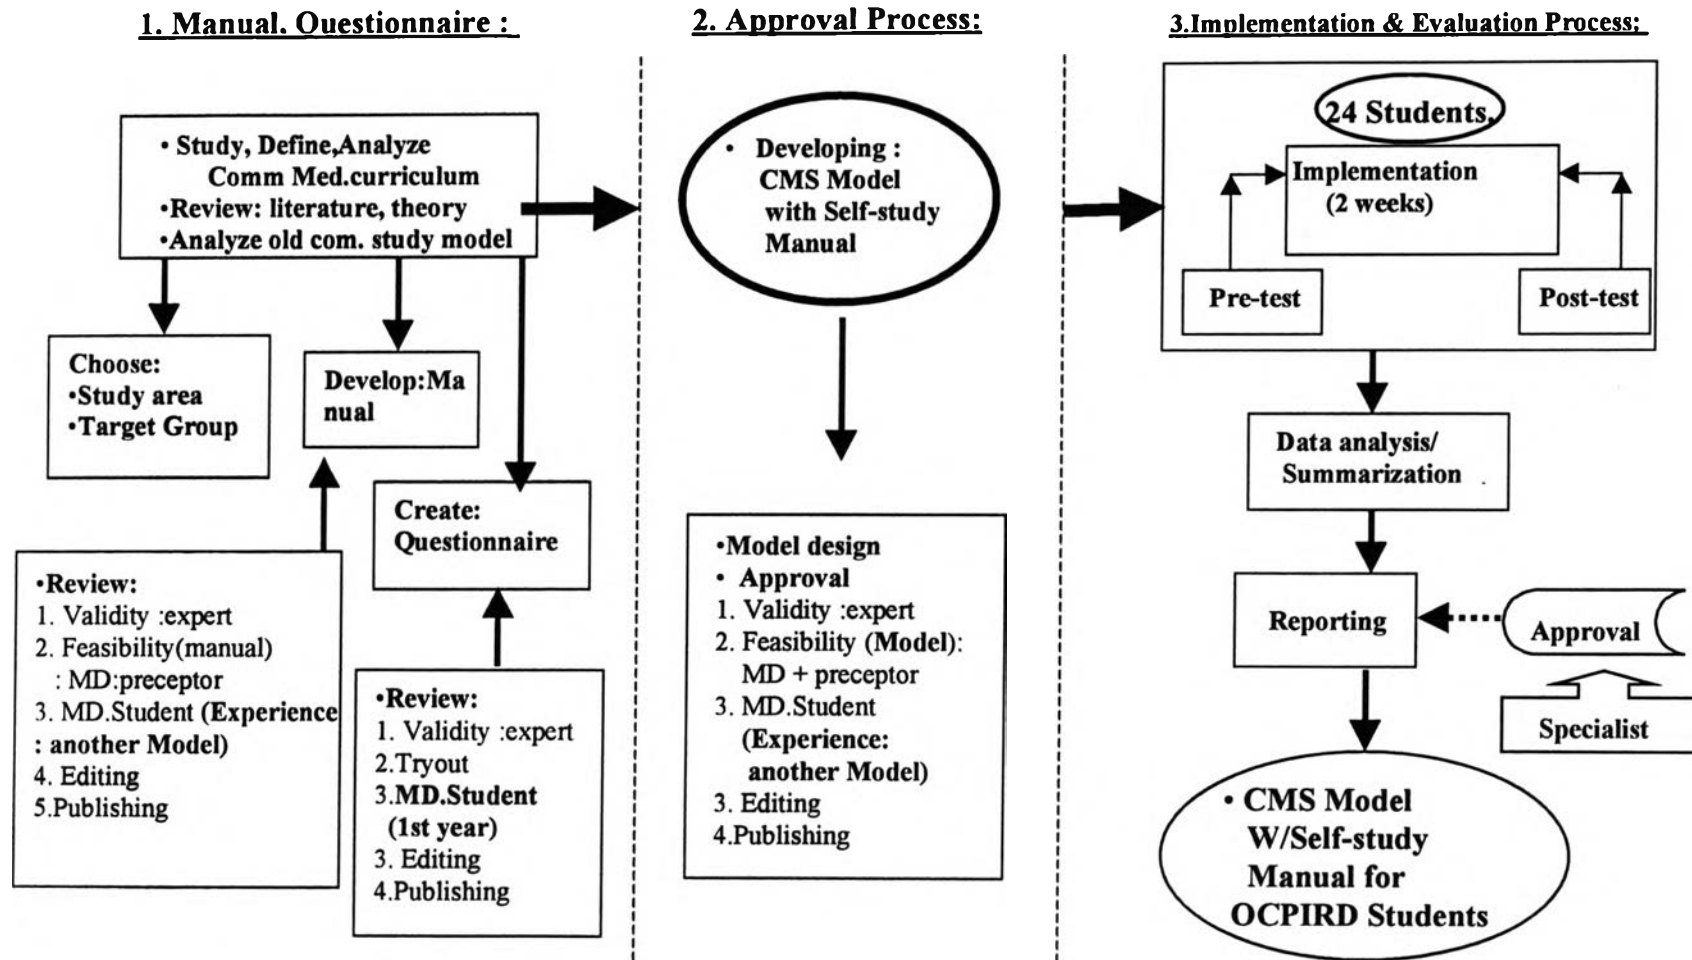 1. Manual. Questionnaire :
• Study, Define,Analyze
Comm Med.curriculum
•Review: literature, theory
•Analyze old com. study model
Choose:
•Study area
•Target Group
Develop:Ma
nual
Create:
Questionnaire
•Review:
1. Validity :expert
2. Feasibility(manual)
: MD:preceptor
3. MD.Student (Experience
: another Model)
4. Editing
5.Publishing
•Review:
1. Validity :expert
2.Tryout
3.MD.Student
(1st year)
3. Editing
4.Publishing
2. Approval Process:
• Developing :
CMS Model
with Self-study
Manual
•Model design
• Approval
1. Validity :expert
2. Feasibility (Model):
MD + preceptor
3. MD.Student
(Experience:
another Model)
3. Editing
4.Publishing
3.Implementation & Evaluation Process;
24 Students.
Implementation
(2 weeks)
Pre-test
Post-test
Data analysis/
Summarization
Reporting
Approval
Specialist
• CMS Model
W/Self-study
Manual for
OCPIRD Students